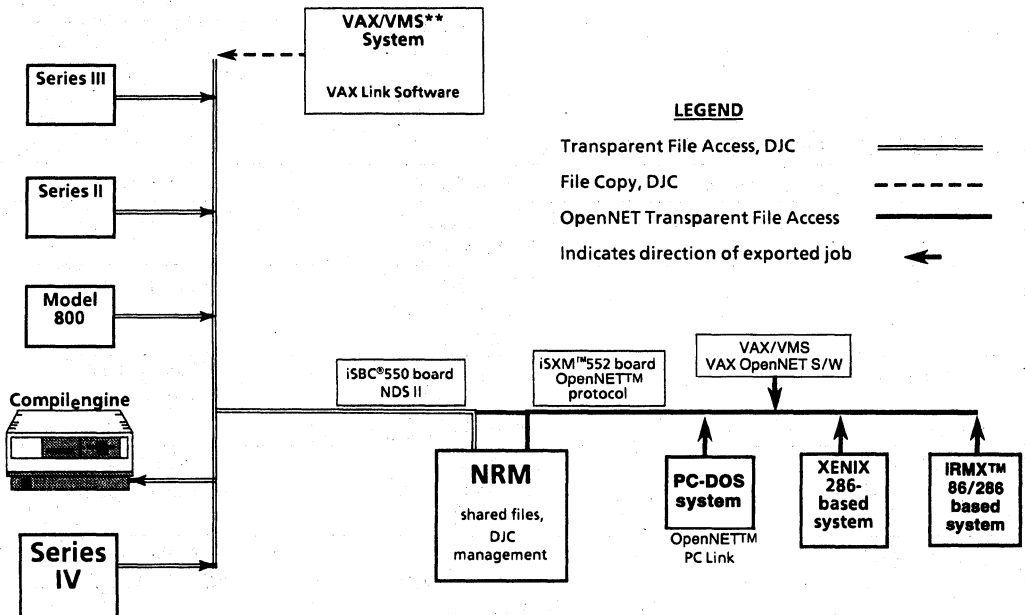 VAX/VMS**
System
VAX Link Software
Series III
Series II
Model
800
Compilengine
Series
IV
LEGEND
Transparent File Access, DJC
File Copy, DJC
OpenNET Transparent File Access
Indicates direction of exported job
iSBC®550 board
NDS II
iSXM™552 board
OpenNET™
protocol
VAX/VMS
VAX OpenNET S/W
NRM
shared files,
DJC
management
PC-DOS
system
OpenNET™
PC Link
XENIX
286-
based
system
iRMX™
86/286
based
system